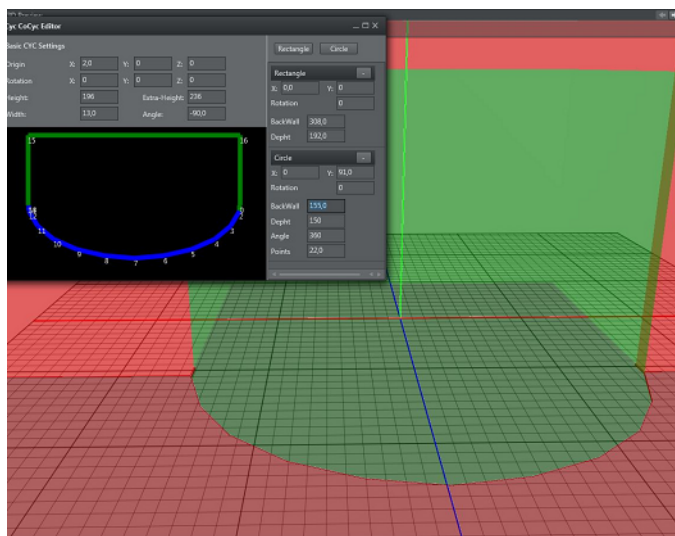 Cyc CoCyc Editor
Basic CYC Settings
Origin X: 2,0 Y: 0 Z: 0
Rotation X: 0 Y: 0 Z: 0
Height: 196 Extra-Height: 236
Width: 13,0 Angle: -90,0
15 16
12 2
11 3
10 4
9 5
8 6
7
Rectangle Circle
Rectangle -
X: 0,0 Y: 0
Rotation 0
BackWall 308,0
Depht 192,0
Circle -
X: 0 Y: 91,0
Rotation 0
BackWall 155,0
Depht 150
Angle 360
Points 22,0